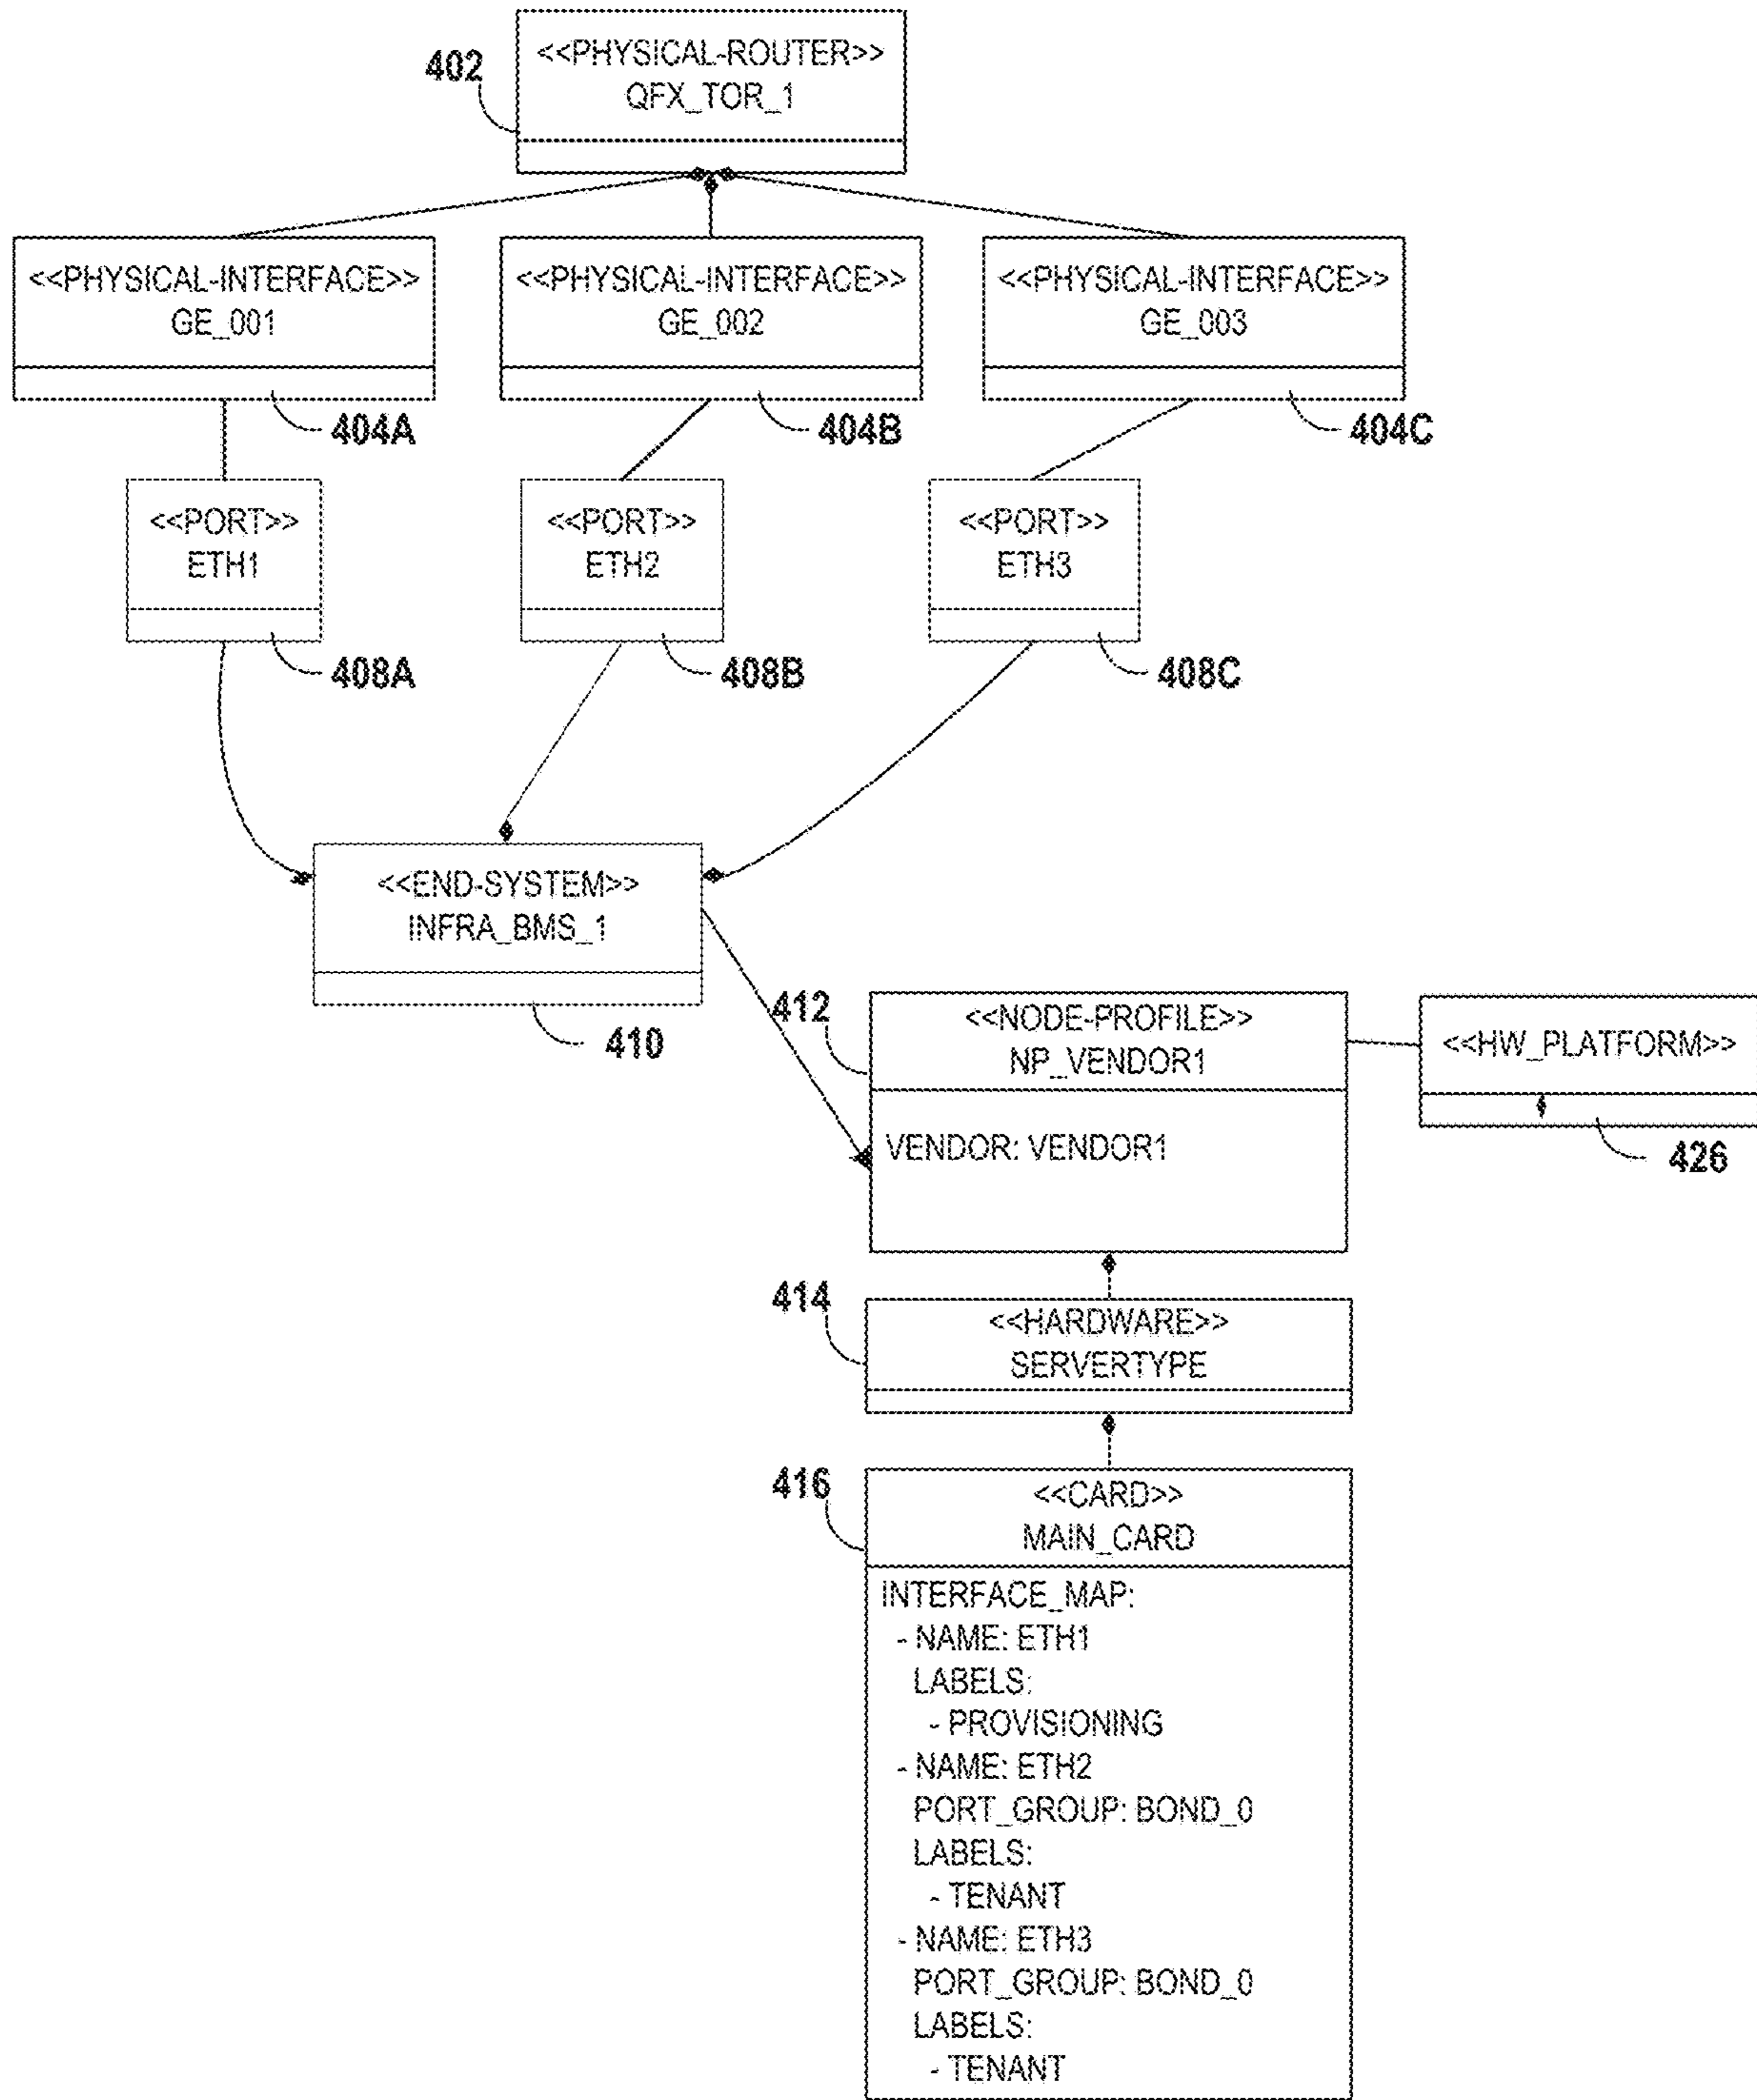 <<PHYSICAL-ROUTER>>
QFX_TOR_1
402
<<PHYSICAL-INTERFACE>>
GE_001
<<PHYSICAL-INTERFACE>>
GE_002
<<PHYSICAL-INTERFACE>>
GE_003
404A
404B
404C
<<PORT>>
ETH1
<<PORT>>
ETH2
<<PORT>>
ETH3
408A
408B
408C
<<END-SYSTEM>>
INFRA_BMS_1
410
412
<<NODE-PROFILE>>
NP_VENDOR1
VENDOR: VENDOR1
<<HW_PLATFORM>>
426
414
<<HARDWARE>>
SERVERTYPE
416
<<CARD>>
MAIN_CARD
INTERFACE_MAP:
- NAME: ETH1
LABELS:
- PROVISIONING
- NAME: ETH2
PORT_GROUP: BOND_0
LABELS:
- TENANT
- NAME: ETH3
PORT_GROUP: BOND_0
LABELS:
- TENANT